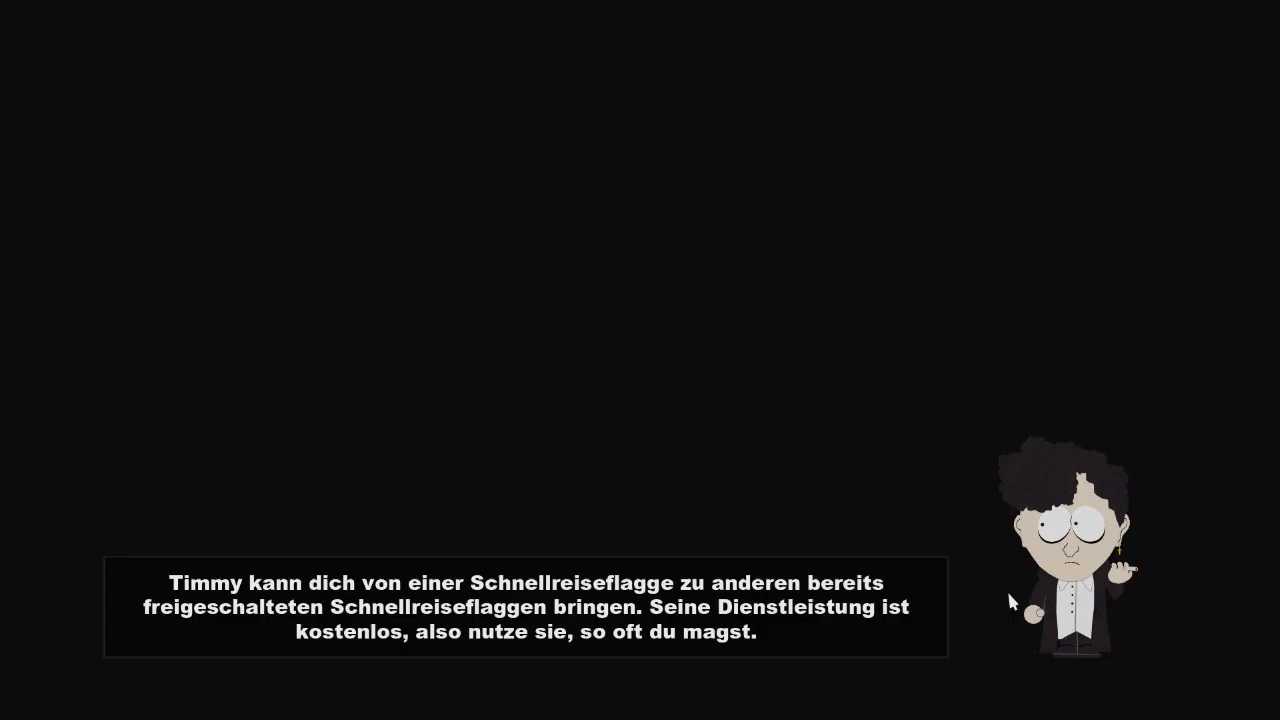 Timmy kann dich von einer Schnellreiseflagge zu anderen bereits
freigeschalteten Schnellreiseflaggen bringen. Seine Dienstleistung ist
kostenlos, also nutze sie, so oft du magst.